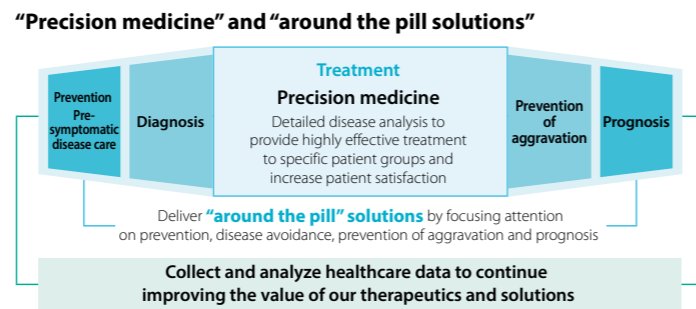 “Precision medicine” and “around the pill solutions”
Prevention
Pre-
symptomatic
disease care
Diagnosis
Treatment
Precision medicine
Detailed disease analysis to
provide highly effective treatment
to specific patient groups and
increase patient satisfaction
Prevention
of
aggravation
Prognosis
Deliver “around the pill” solutions by focusing attention
on prevention, disease avoidance, prevention of aggravation and prognosis
Collect and analyze healthcare data to continue
improving the value of our therapeutics and solutions